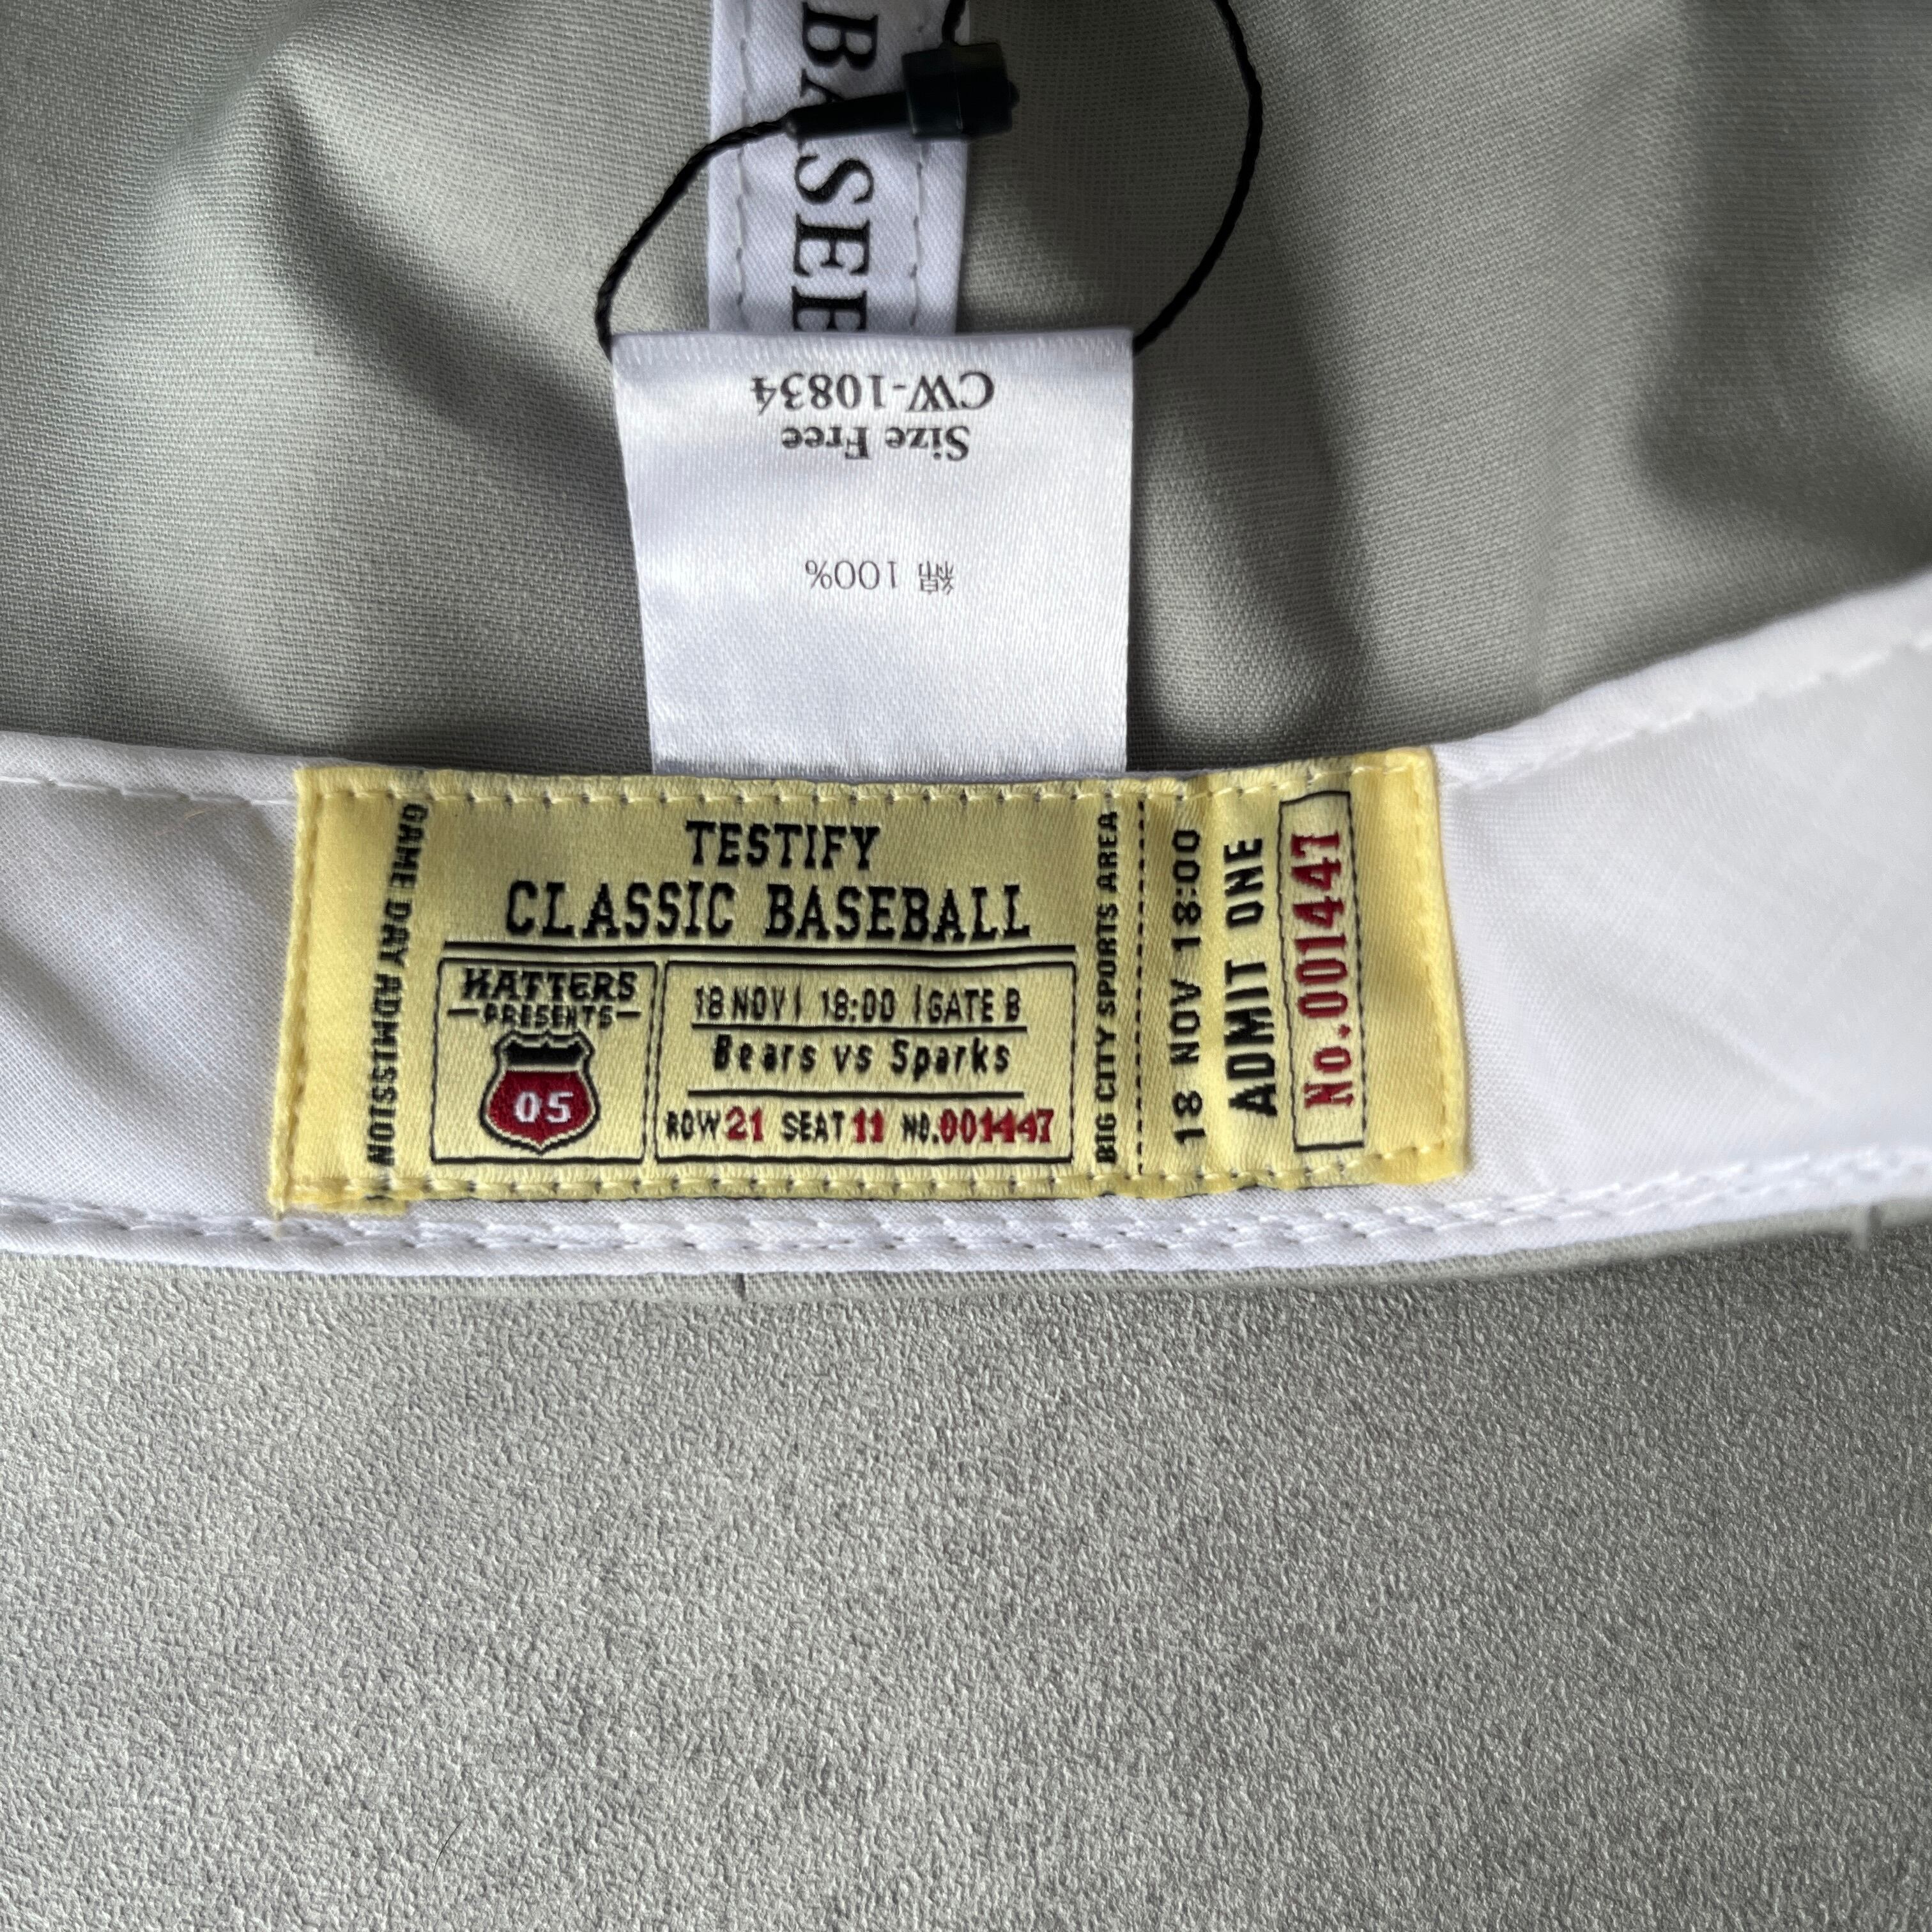 BASEB
CW-10834
Size Free
綿 100%
GAME DAY ADMISSION
TESTIFY
CLASSIC BASEBALL
HATTERS
PRESENTS
05
18 NOV | 18:00 | GATE B
Bears vs Sparks
ROW 21 SEAT 11 NO.001447
BIG CITY SPORTS AREA
18 NOV 18:00
ADMIT ONE
No.001447